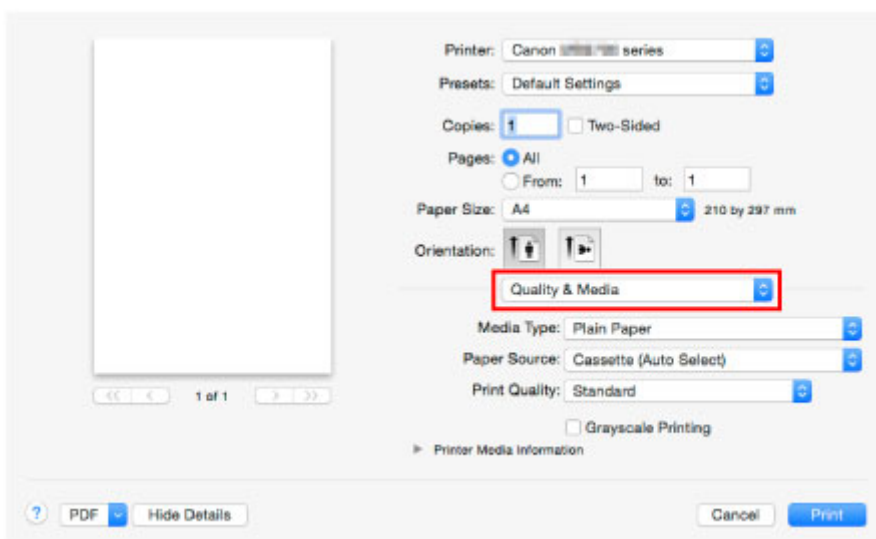 Printer: Canon series
Presets: Default Settings
Copies: 1 Two-Sided
Pages: All
From: 1 to: 1
Paper Size: A4 210 by 297 mm
Orientation:
Quality & Media
Media Type: Plain Paper
Paper Source: Cassette (Auto Select)
Print Quality: Standard
Grayscale Printing
Printer Media Information
<< < 1 of 1 > >>
? PDF Hide Details Cancel Print